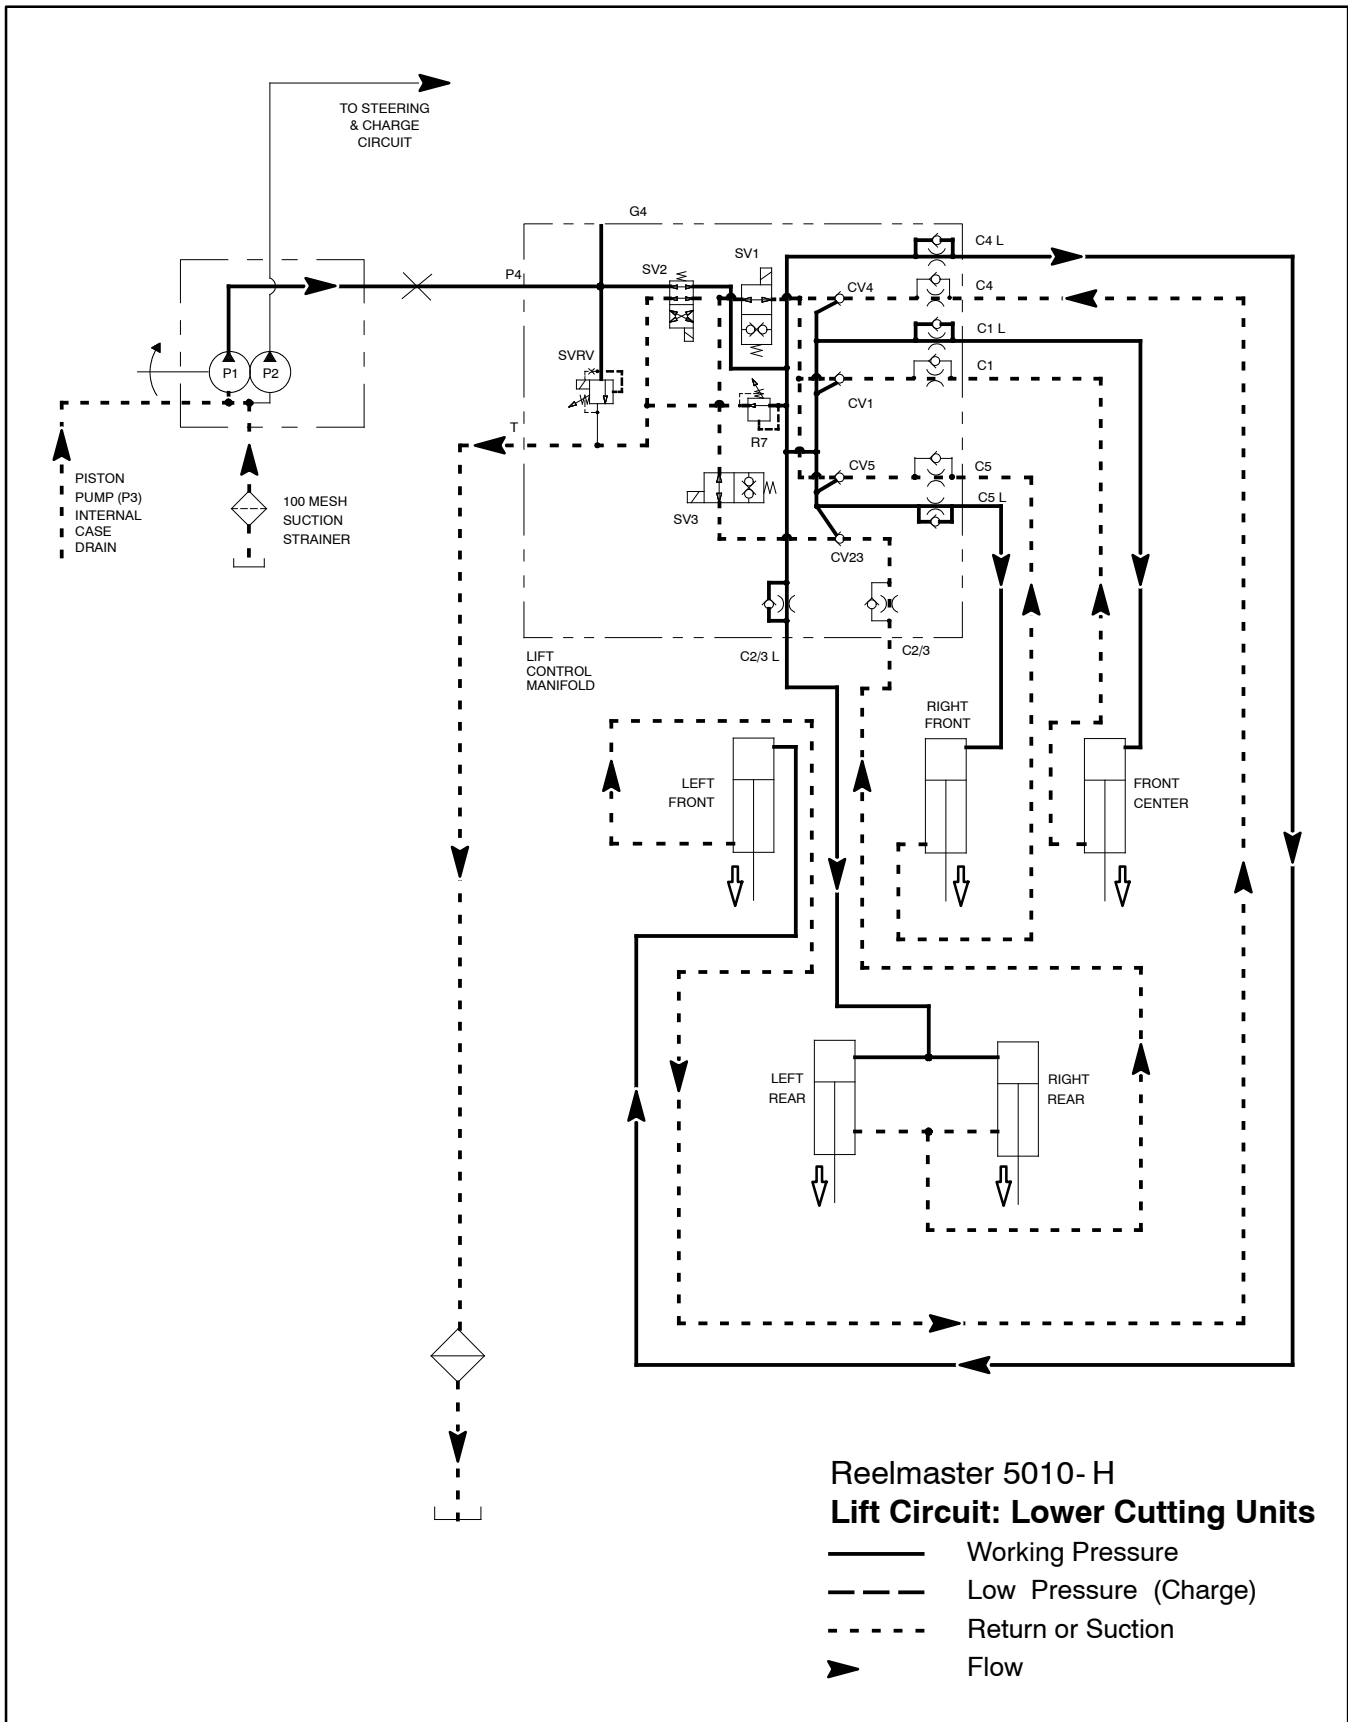 TO STEERING
& CHARGE
CIRCUIT
G4
C4 L
SV1
SV2
P4
CV4
C4
C1 L
SVRV
P1
P2
C1
CV1
T
R7
CV5
C5
C5 L
PISTON
PUMP (P3)
INTERNAL
CASE
DRAIN
100 MESH
SUCTION
STRAINER
SV3
CV23
LIFT
CONTROL
MANIFOLD
C2/3 L
C2/3
RIGHT
FRONT
LEFT
FRONT
FRONT
CENTER
LEFT
REAR
RIGHT
REAR
Reelmaster 5010-H
Lift Circuit: Lower Cutting Units
Working Pressure
Low Pressure (Charge)
Return or Suction
Flow